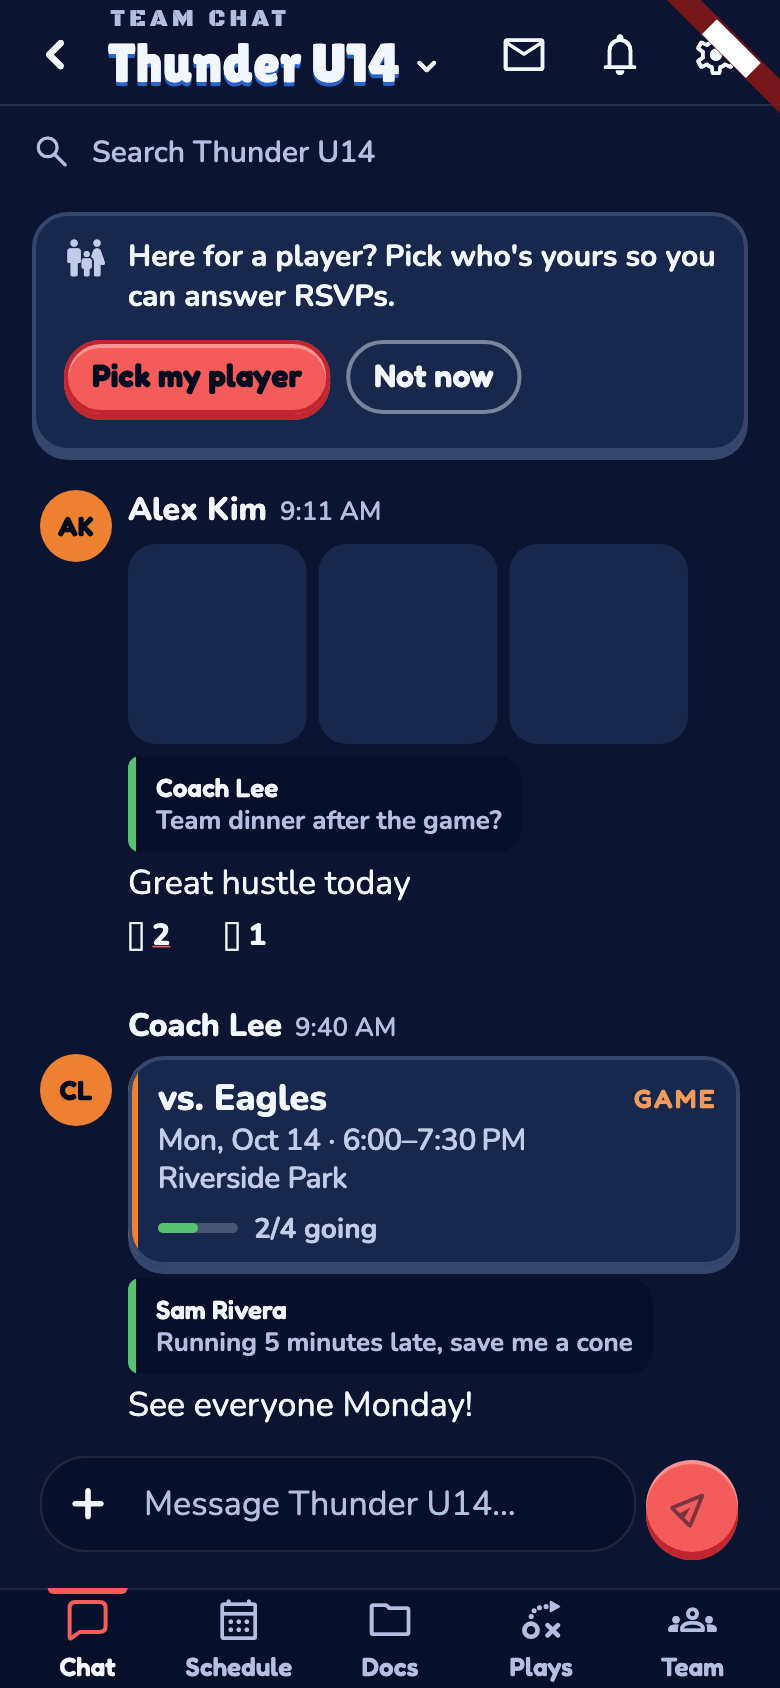 TEAM CHAT
Thunder U14
Search Thunder U14
Here for a player? Pick who's yours so you
can answer RSVPs.
Pick my player
Not now
AK
Alex Kim 9:11 AM
Coach Lee
Team dinner after the game?
Great hustle today
2 1
Coach Lee 9:40 AM
CL
vs. Eagles
GAME
Mon, Oct 14 · 6:00–7:30 PM
Riverside Park
2/4 going
Sam Rivera
Running 5 minutes late, save me a cone
See everyone Monday!
Message Thunder U14...
Chat
Schedule
Docs
Plays
Team